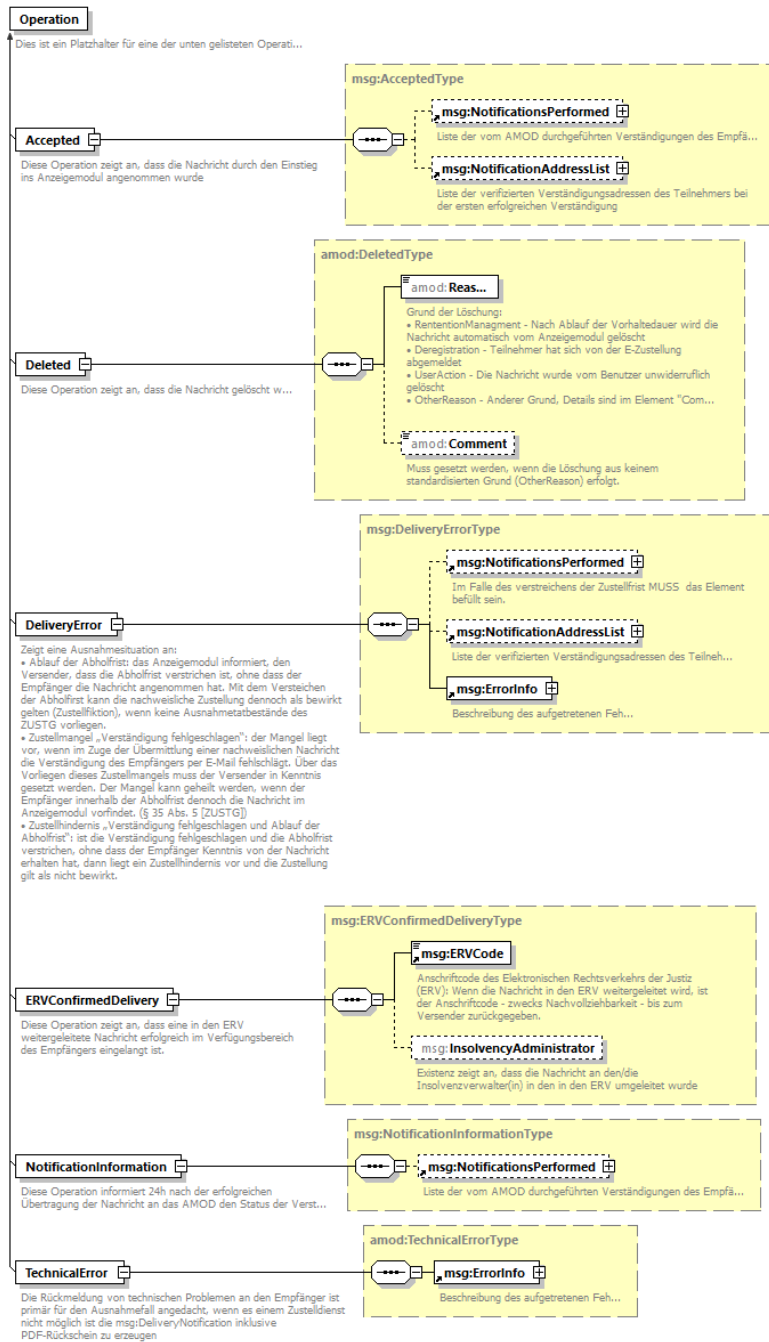 Operation
Dies ist ein Platzhalter für eine der unten gelisteten Operati...
msg:AcceptedType
msg:NotificationsPerformed
Liste der vom AMOD durchgeführten Verständigungen des Empfä...
Accepted
Diese Operation zeigt an, dass die Nachricht durch den Einstieg
ins Anzeigemodul angenommen wurde
msg:NotificationAddressList
Liste der verifizierten Verständigungsadressen des Teilnehmers bei
der ersten erfolgreichen Verständigung
amod:DeletedType
amod:Reas...
Grund der Löschung:
• RententionManagment - Nach Ablauf der Vorhaltedauer wird die
Nachricht automatisch vom Anzeigemodul gelöscht
• Deregistration - Teilnehmer hat sich von der E-Zustellung
abgemeldet
• UserAction - Die Nachricht wurde vom Benutzer unwiderruflich
gelöscht
• OtherReason - Anderer Grund, Details sind im Element "Com...
Deleted
Diese Operation zeigt an, dass die Nachricht gelöscht w...
amod:Comment
Muss gesetzt werden, wenn die Löschung aus keinem
standardisierten Grund (OtherReason) erfolgt.
msg:DeliveryErrorType
msg:NotificationsPerformed
Im Falle des verstreichens der Zustellfrist MUSS das Element
befüllt sein.
DeliveryError
Zeigt eine Ausnahmesituation an:
• Ablauf der Abholfrist: das Anzeigemodul informiert, den
Versender, dass die Abholfrist verstrichen ist, ohne dass der
Empfänger die Nachricht angenommen hat. Mit dem Versteichen
der Abholfirst kann die nachweisliche Zustellung dennoch als bewirkt
gelten (Zustellfiktion), wenn keine Ausnahmetatbestände des
ZUSTG vorliegen.
• Zustellmangel „Verständigung fehlgeschlagen": der Mangel liegt
vor, wenn im Zuge der Übermittlung einer nachweislichen Nachricht
die Verständigung des Empfängers per E-Mail fehlschlägt. Über das
Vorliegen dieses Zustellmangels muss der Versender in Kenntnis
gesetzt werden. Der Mangel kann geheilt werden, wenn der
Empfänger innerhalb der Abholfrist dennoch die Nachricht im
Anzeigemodul vorfindet. (§ 35 Abs. 5 [ZUSTG])
• Zustellhindernis „Verständigung fehlgeschlagen und Ablauf der
Abholfrist": ist die Verständigung fehlgeschlagen und die Abholfrist
verstrichen, ohne dass der Empfänger Kenntnis von der Nachricht
erhalten hat, dann liegt ein Zustellhindernis vor und die Zustellung
gilt als nicht bewirkt.
msg:NotificationAddressList
Liste der verifizierten Verständigungsadressen des Teilneh...
msg:ErrorInfo
Beschreibung des aufgetretenen Feh...
msg:ERVConfirmedDeliveryType
msg:ERVCode
Anschriftcode des Elektronischen Rechtsverkehrs der Justiz
(ERV): Wenn die Nachricht in den ERV weitergeleitet wird, ist
der Anschriftcode - zwecks Nachvollziehbarkeit - bis zum
Versender zurückgegeben.
ERVConfirmedDelivery
Diese Operation zeigt an, dass eine in den ERV
weitergeleitete Nachricht erfolgreich im Verfügungsbereich
des Empfängers eingelangt ist.
msg:InsolvencyAdministrator
Existenz zeigt an, dass die Nachricht an den/die
Insolvenzverwalter(in) in den in den ERV umgeleitet wurde
msg:NotificationInformationType
NotificationInformation
Diese Operation informiert 24h nach der erfolgreichen
Übertragung der Nachricht an das AMOD den Status der Verst...
msg:NotificationsPerformed
Liste der vom AMOD durchgeführten Verständigungen des Empfä...
amod:TechnicalErrorType
TechnicalError
Die Rückmeldung von technischen Problemen an den Empfänger ist
primär für den Ausnahmefall angedacht, wenn es einem Zustelldienst
nicht möglich ist die msg:DeliveryNotification inklusive
PDF-Rückschein zu erzeugen
msg:ErrorInfo
Beschreibung des aufgetretenen Feh...